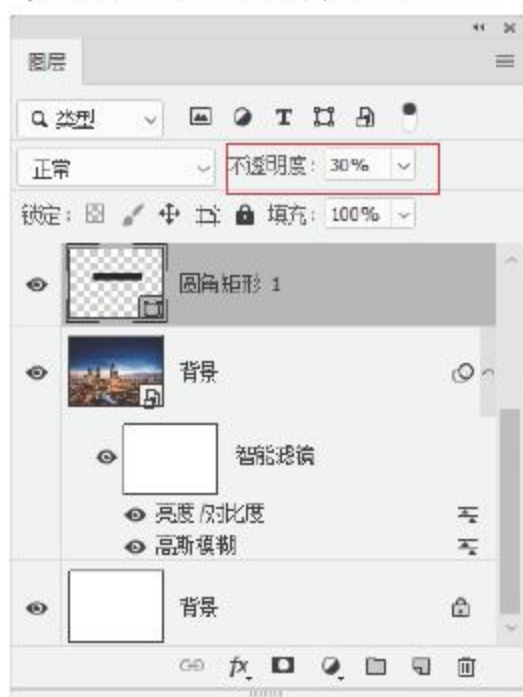 图层
类型
正常 不透明度: 30%
锁定: 填充: 100%
圆角矩形 1
背景
智能滤镜
亮度/对比度
高斯模糊
背景
fx